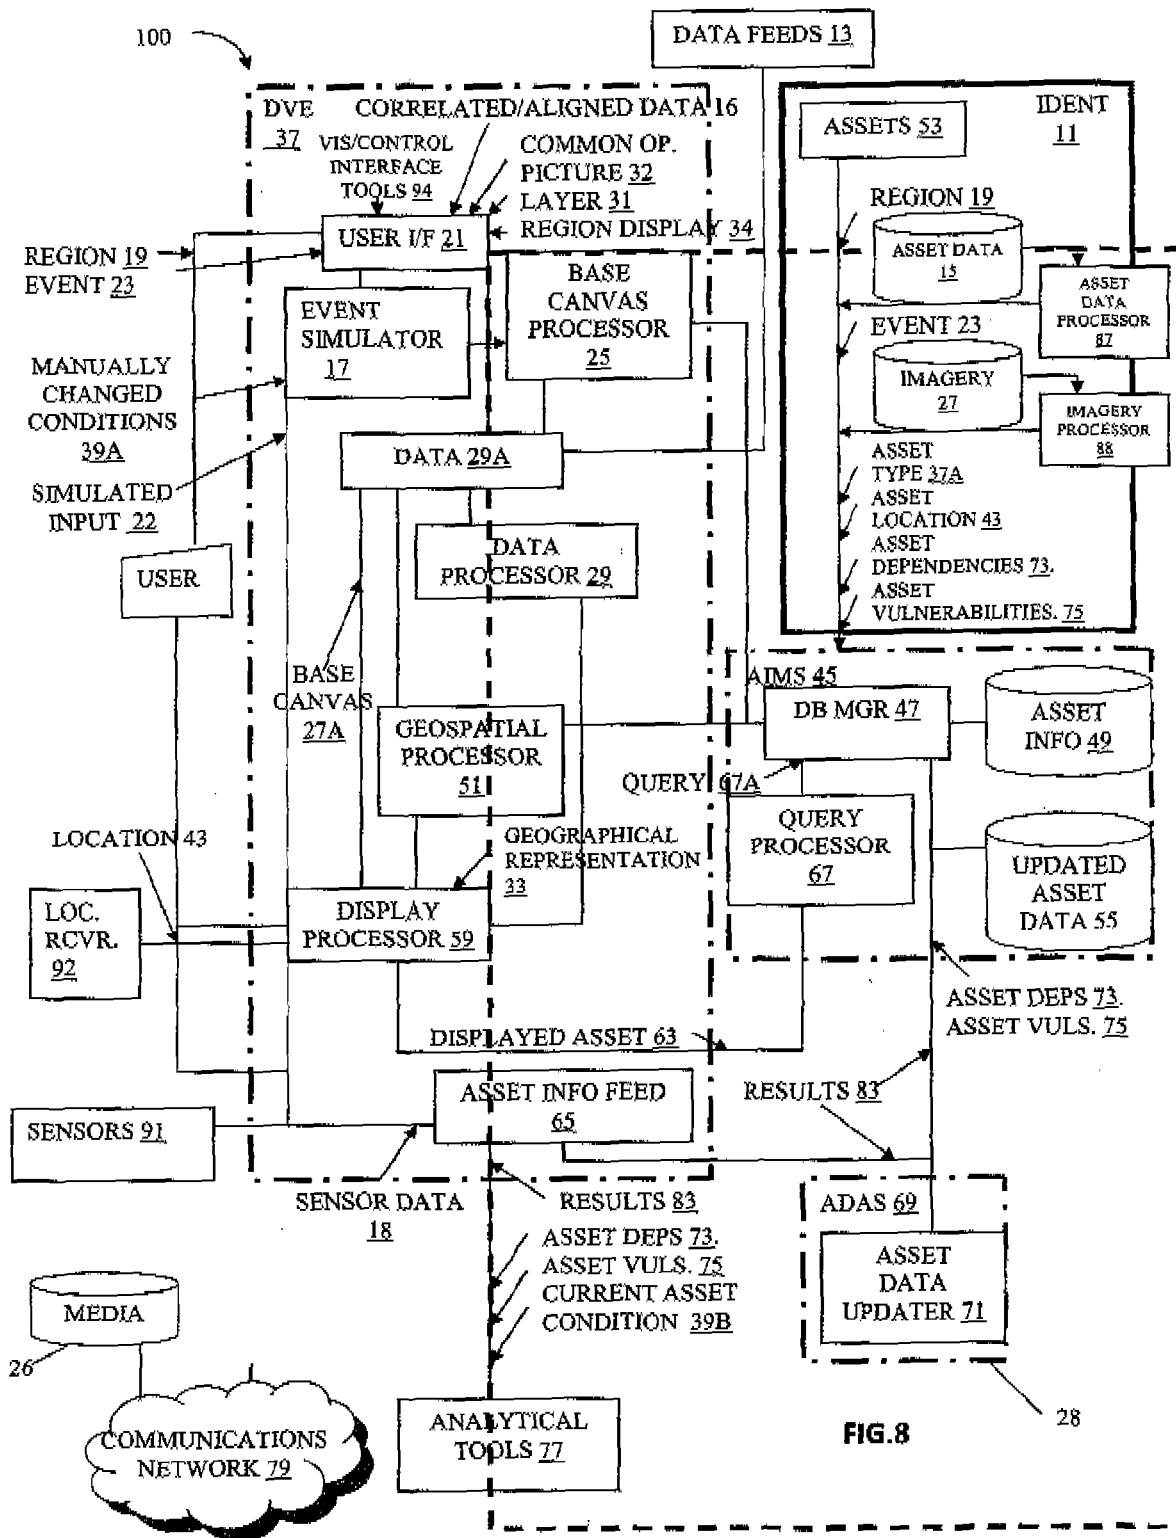 100
DATA FEEDS 13
DVE
37
CORRELATED/ALIGNED DATA 16
VIS/CONTROL
INTERFACE
TOOLS 94
COMMON OP.
PICTURE 32
LAYER 31
REGION DISPLAY 34
USER I/F 21
REGION 19
EVENT 23
IDENT
11
ASSETS 53
REGION 19
ASSET DATA
15
ASSET
DATA
PROCESSOR 87
EVENT 23
IMAGERY
27
IMAGERY
PROCESSOR
88
ASSET
TYPE 37A
ASSET
LOCATION 43
ASSET
DEPENDENCIES 73.
ASSET
VULNERABILITIES. 75
EVENT
SIMULATOR
17
BASE
CANVAS
PROCESSOR
25
MANUALLY
CHANGED
CONDITIONS
39A
SIMULATED
INPUT 22
DATA 29A
DATA
PROCESSOR 29
USER
BASE
CANVAS
27A
GEOSPATIAL
PROCESSOR
51
AIMS 45
DB MGR 47
ASSET
INFO 49
QUERY 67A
QUERY
PROCESSOR
67
UPDATED
ASSET
DATA 55
LOCATION 43
GEOGRAPHICAL
REPRESENTATION
33
LOC.
RCVR.
92
DISPLAY
PROCESSOR 59
ASSET DEPS 73.
ASSET VULS. 75
DISPLAYED ASSET 63
ASSET INFO FEED
65
RESULTS 83
SENSORS 91
SENSOR DATA
18
RESULTS 83
ADAS 69
ASSET
DATA
UPDATER 71
ASSET DEPS 73.
ASSET VULS. 75
CURRENT ASSET
CONDITION 39B
MEDIA
26
COMMUNICATIONS
NETWORK 79
ANALYTICAL
TOOLS 77
28
FIG.8